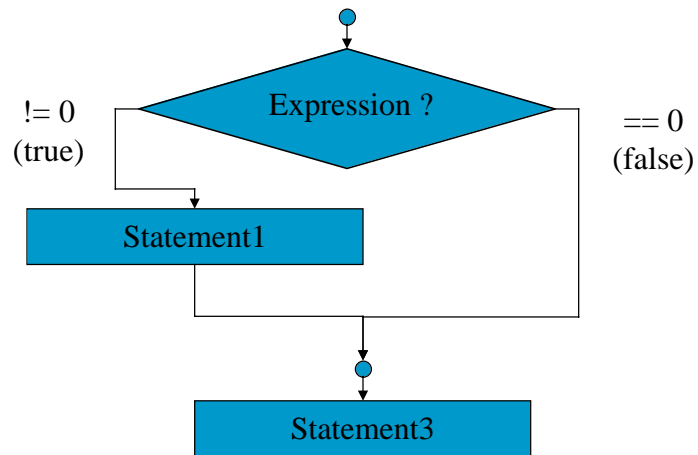 Expression ?
!= 0
(true)
== 0
(false)
Statement1
Statement3